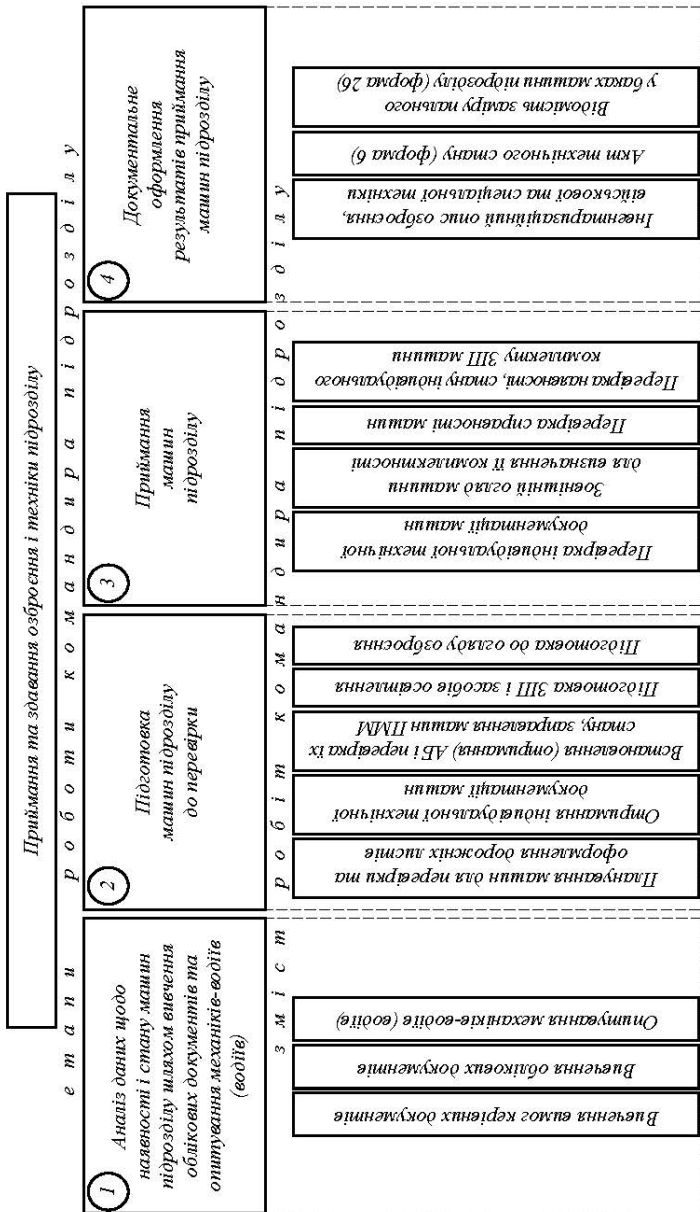 Приймання та здавання озброєння і техніки підрозділу
етапи роботи командира підрозділу
1
Аналіз даних щодо
наявності і стану машин
підрозділу шляхом вивчення
облікових документів та
опитування механіків-водіїв
(водіїв)
2
Підготовка
машин підрозділу
до перевірки
3
Приймання
машин
підрозділу
4
Документальне
оформлення
результатів приймання
машин підрозділу
зміст робіт командира підрозділу
Вивчення вимог керівних документів
Вивчення облікових документів
Опитування механіків-водіїв (водіїв)
Планування машин для перевірки та
оформлення дорожніх листів
Отримання індивідуальної технічної
документації машин
Встановлення (отримання) АБ і перевірка їх
стану, заправлення машин ПММ
Підготовка ЗІП і засобів освітлення
Підготовка до огляду озброєння
Перевірка індивідуальної технічної
документації машин
Зовнішній огляд машини
для визначення її комплектності
Перевірка справності машин
Перевірка наявності, стану індивідуального
комплекту ЗІП машини
Інвентаризаційний опис озброєння,
військової та спеціальної техніки
Акт технічного стану (форма 6)
Відомість заміру пального
у баках машини підрозділу (форма 26)